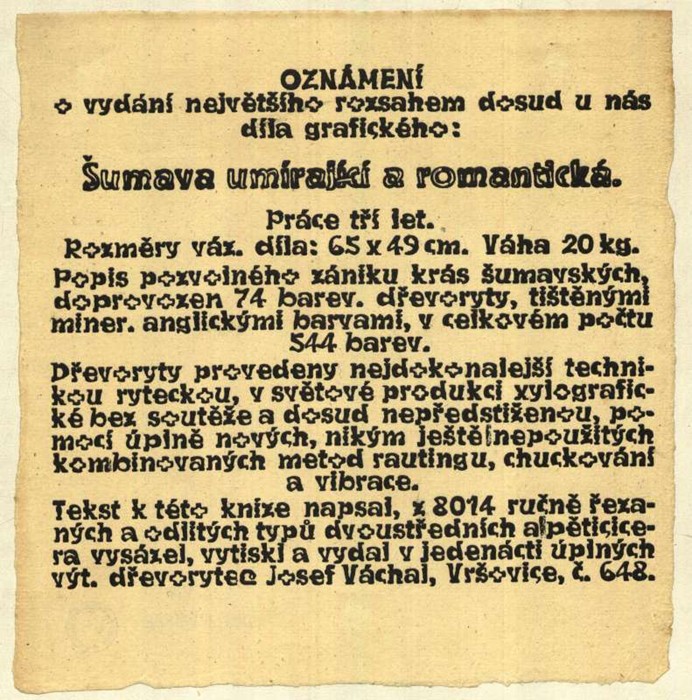 OZNÁMENÍ
o vydání největšího rozsahem dosud u nás
díla grafického:
Šumava umírající a romantická.
Práce tří let.
Rozměry váz. díla: 65 x 49 cm. Váha 20 kg.
Popis pozvolného zániku krás šumavských,
doprovozen 74 barev. dřevoryty, tištěnými
miner. anglickými barvami, v celkovém počtu
544 barev.
Dřevoryty provedeny nejdokonalejší techni-
kou ryteckou, v světové produkci xylografic-
ké bez soutěže a dosud nepředstiženou, po-
mocí úplně nových, nikým ještě nepoužitých
kombinovaných metod rautingu, chuckování
a vibrace.
Tekst k této knize napsal, z 8014 ručně řeza-
ných a odlitých typů dvoustředních a pěticice-
ra vysázel, vytiskl a vydal v jedenácti úplných
výt. dřevorytec Josef Váchal, Vršovice, č. 648.